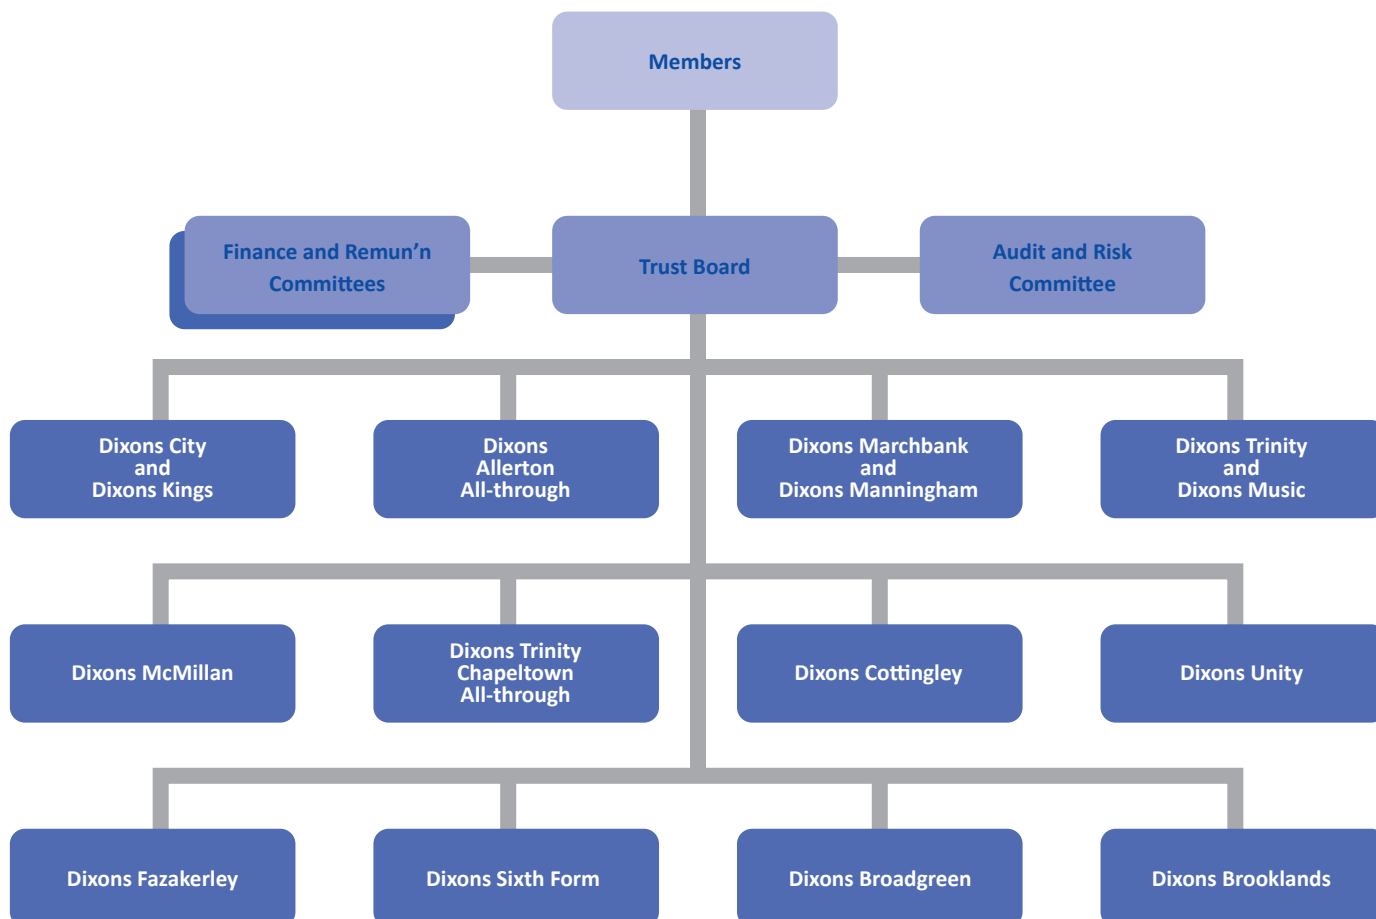 Members
Finance and Remun’n
Committees
Trust Board
Audit and Risk
Committee
Dixons City
and
Dixons Kings
Dixons
Allerton
All-through
Dixons Marchbank
and
Dixons Manningham
Dixons Trinity
and
Dixons Music
Dixons McMillan
Dixons Trinity
Chapeltown
All-through
Dixons Cottingley
Dixons Unity
Dixons Fazakerley
Dixons Sixth Form
Dixons Broadgreen
Dixons Brooklands